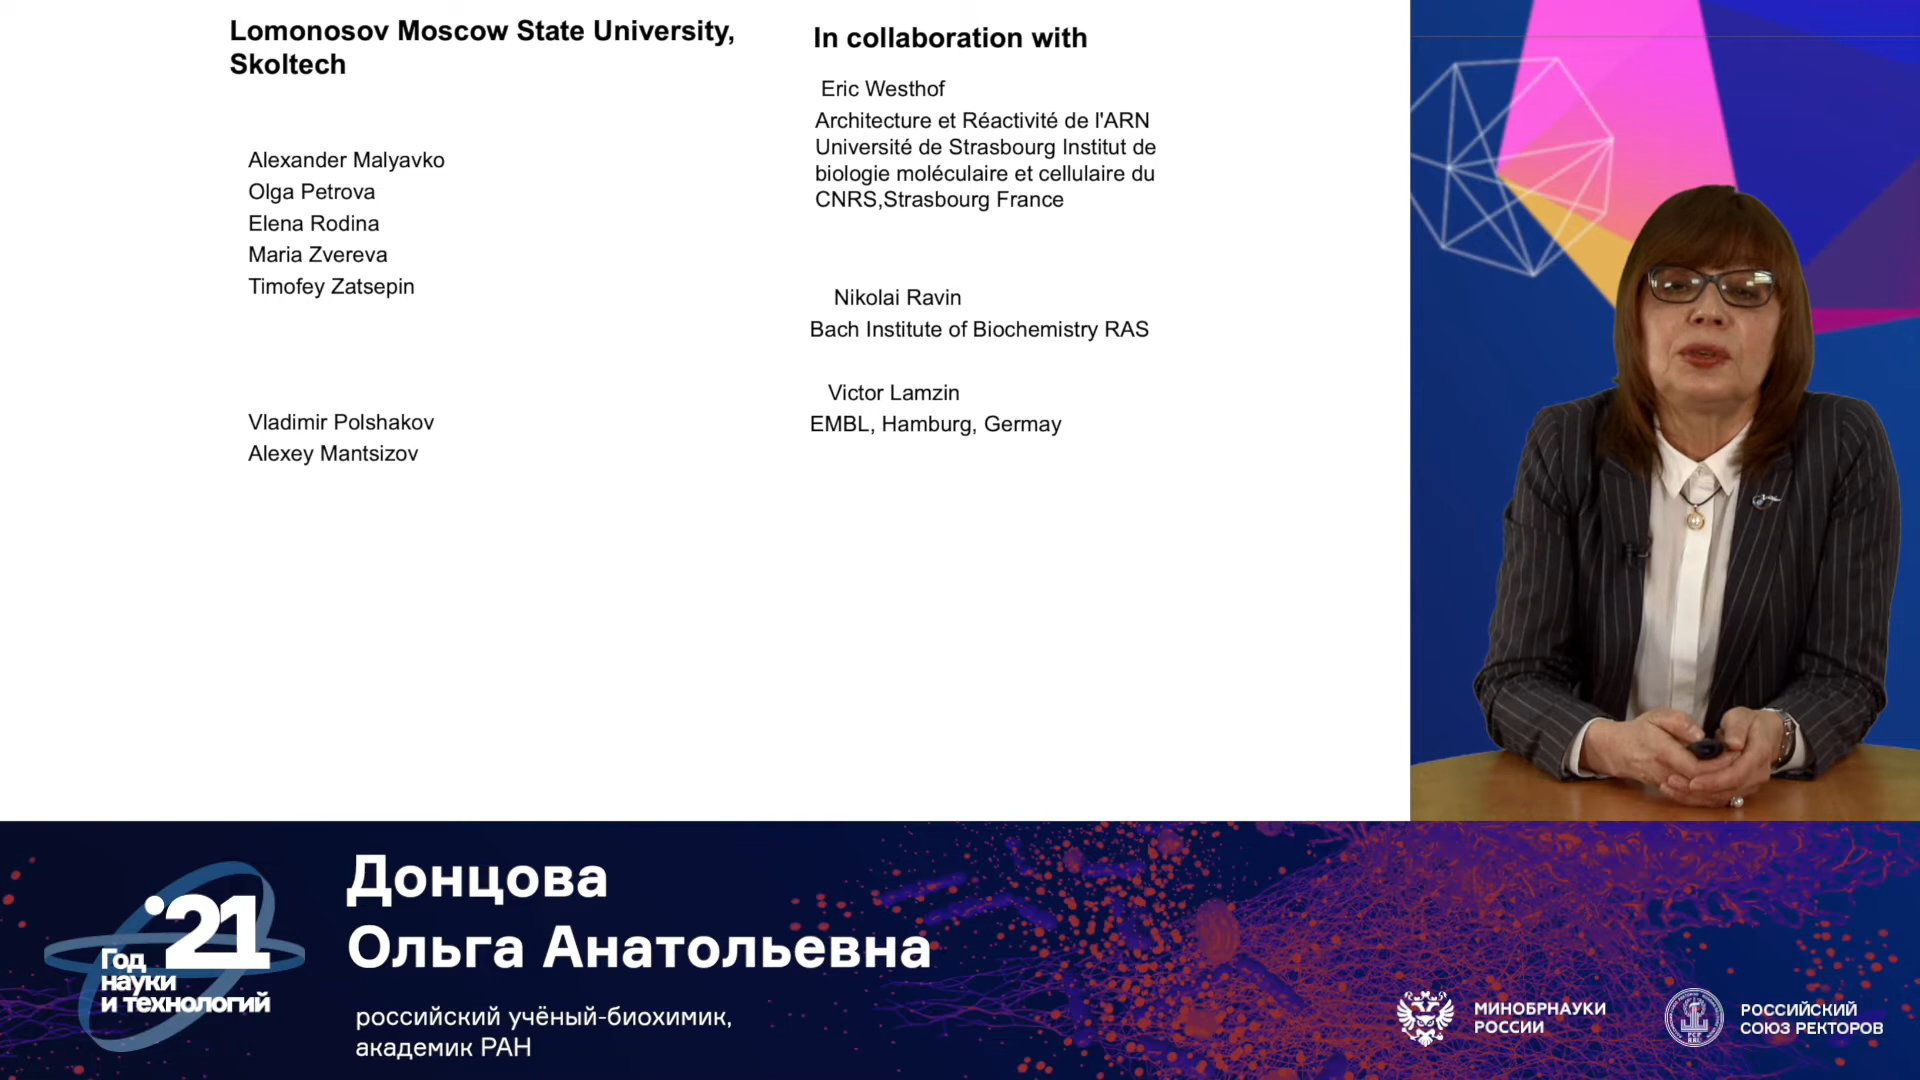 Lomonosov Moscow State University,
Skoltech
Alexander Malyavko
Olga Petrova
Elena Rodina
Maria Zvereva
Timofey Zatsepin
Vladimir Polshakov
Alexey Mantsizov
In collaboration with
Eric Westhof
Architecture et Réactivité de l'ARN
Université de Strasbourg Institut de
biologie moléculaire et cellulaire du
CNRS,Strasbourg France
Nikolai Ravin
Bach Institute of Biochemistry RAS
Victor Lamzin
EMBL, Hamburg, Germay
21
Год
науки
и технологий
Донцова
Ольга Анатольевна
российский учёный-биохимик,
академик РАН
МИНОБРНАУКИ
РОССИИ
РОССИЙСКИЙ
СОЮЗ РЕКТОРОВ